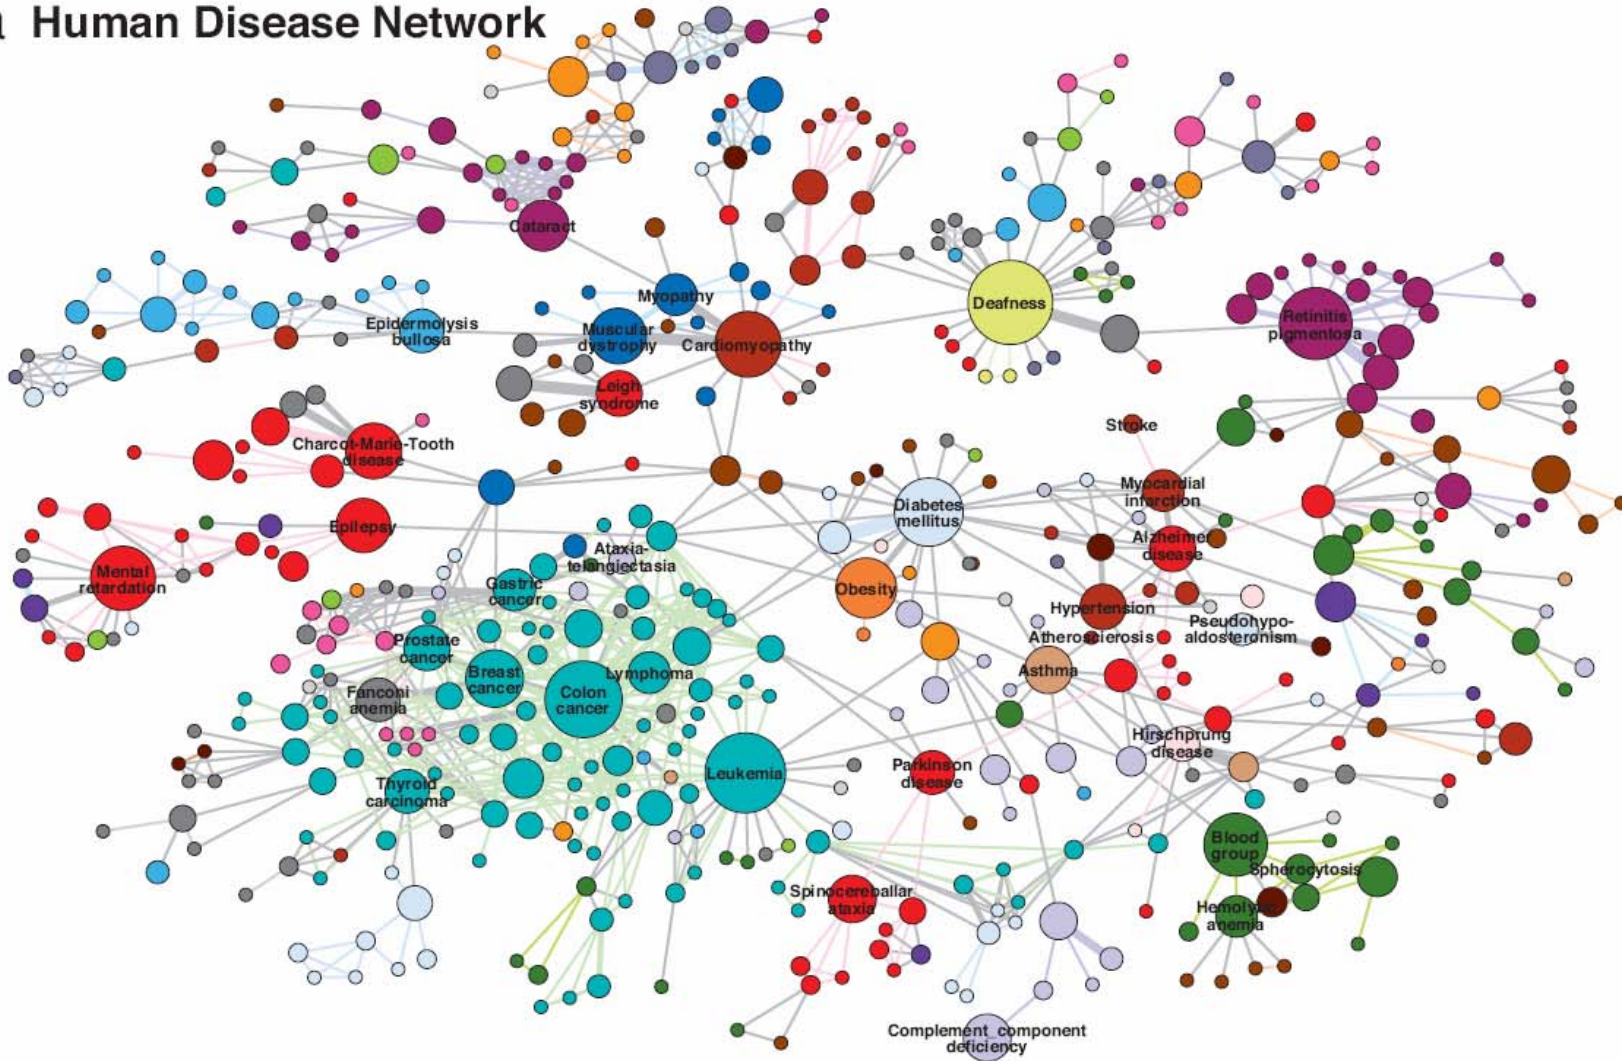 a Human Disease Network
Cataract
Myopathy
Muscular
dystrophy
Cardiomyopathy
Epidermolysis
bullosa
Leigh
syndrome
Deafness
Retinitis
pigmentosa
Charcot-Marie-Tooth
disease
Stroke
Myocardial
infarction
Diabetes
mellitus
Epilepsy
Alzheimer
disease
Ataxia-
telangiectasia
Mental
retardation
Gastric
cancer
Obesity
Hypertension
Pseudohypo-
aldosteronism
Atherosclerosis
Prostate
cancer
Breast
cancer
Lymphoma
Colon
cancer
Asthma
Fanconi
anemia
Hirschprung
disease
Leukemia
Parkinson
disease
Thyroid
carcinoma
Blood
group
Spherocytosis
Spinocereballar
ataxia
Hemolytic
anemia
Complement_component
deficiency